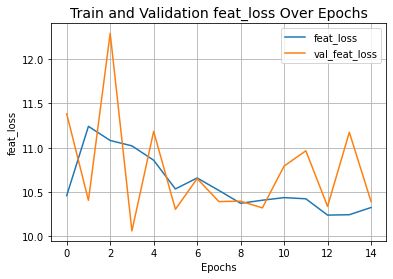 Train and Validation feat_loss Over Epochs
feat_loss
val_feat_loss
12.0
11.5
11.0
10.5
10.0
feat_loss
0 2 4 6 8 10 12 14
Epochs